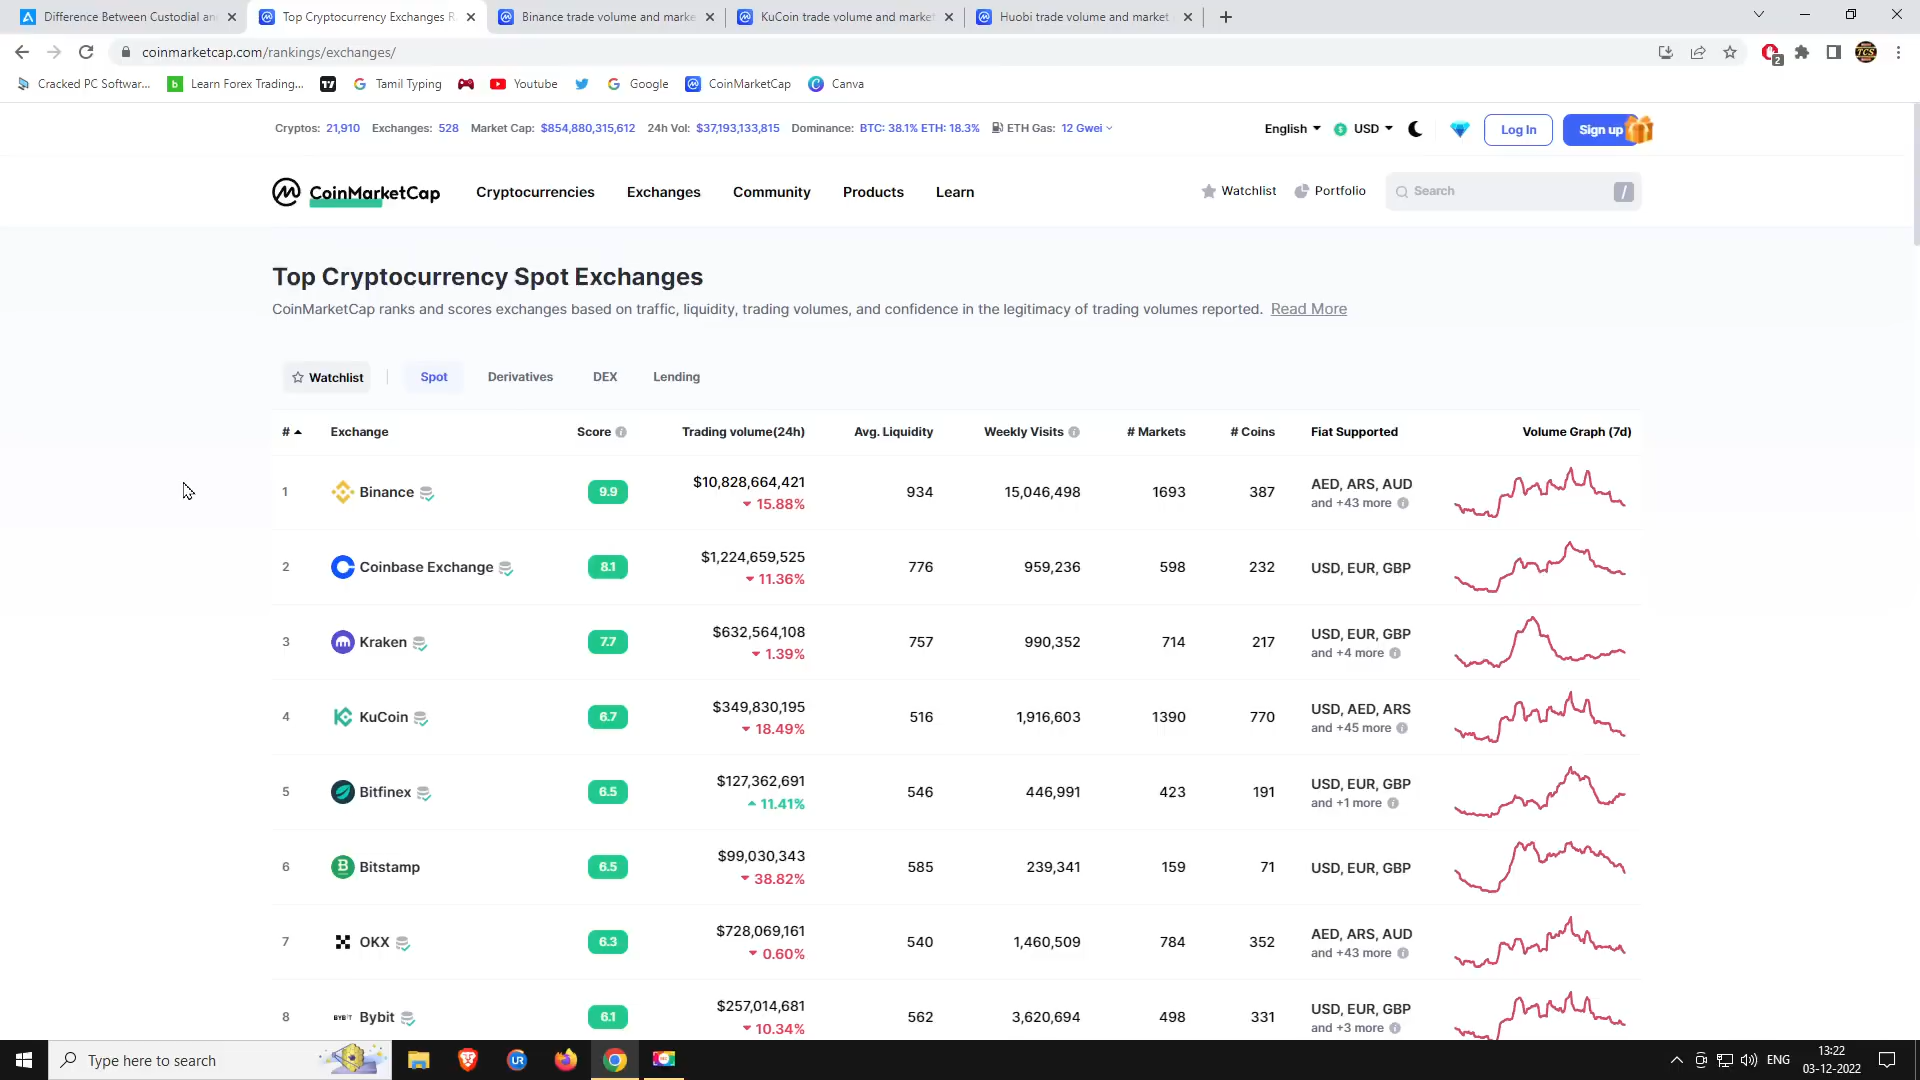 Difference Between Custodial an
Top Cryptocurrency Exchanges R
Binance trade volume and marke
KuCoin trade volume and market
Huobi trade volume and market
coinmarketcap.com/rankings/exchanges/
2
TCS
Cracked PC Softwar...
Learn Forex Trading...
Tamil Typing
Youtube
Google
CoinMarketCap
Canva
Cryptos: 21,910 Exchanges: 528 Market Cap: $854,880,315,612 24h Vol: $37,193,133,815 Dominance: BTC: 38.1% ETH: 18.3% ETH Gas: 12 Gwei
English
USD
Log In
Sign up
CoinMarketCap
Cryptocurrencies
Exchanges
Community
Products
Learn
Watchlist
Portfolio
Search
/
Top Cryptocurrency Spot Exchanges
CoinMarketCap ranks and scores exchanges based on traffic, liquidity, trading volumes, and confidence in the legitimacy of trading volumes reported. Read More
Watchlist
Spot
Derivatives
DEX
Lending
# Exchange Score Trading volume(24h) Avg. Liquidity Weekly Visits # Markets # Coins Fiat Supported Volume Graph (7d)
1 Binance 9.9 $10,828,664,421 934 15,046,498 1693 387 AED, ARS, AUD
15.88% and +43 more
2 Coinbase Exchange 8.1 $1,224,659,525 776 959,236 598 232 USD, EUR, GBP
11.36%
3 Kraken 7.7 $632,564,108 757 990,352 714 217 USD, EUR, GBP
1.39% and +4 more
4 KuCoin 6.7 $349,830,195 516 1,916,603 1390 770 USD, AED, ARS
18.49% and +45 more
5 Bitfinex 6.5 $127,362,691 546 446,991 423 191 USD, EUR, GBP
11.41% and +1 more
6 Bitstamp 6.5 $99,030,343 585 239,341 159 71 USD, EUR, GBP
38.82%
7 OKX 6.3 $728,069,161 540 1,460,509 784 352 AED, ARS, AUD
0.60% and +43 more
8 BYBIT Bybit 6.1 $257,014,681 562 3,620,694 498 331 USD, EUR, GBP
10.34% and +3 more
Type here to search
UR
ENG
13:22
03-12-2022